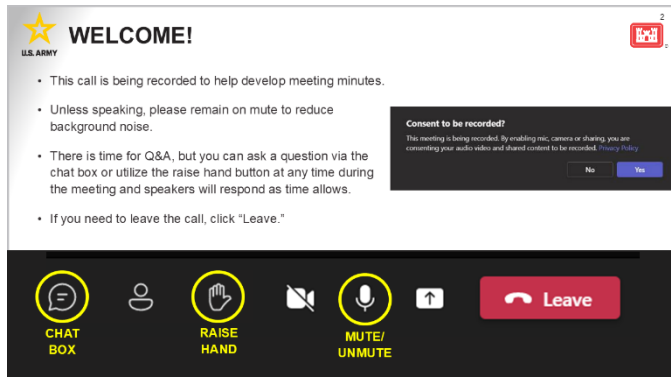 2
U.S. ARMY
WELCOME!
• This call is being recorded to help develop meeting minutes.
• Unless speaking, please remain on mute to reduce
background noise.
• There is time for Q&A, but you can ask a question via the
chat box or utilize the raise hand button at any time during
the meeting and speakers will respond as time allows.
• If you need to leave the call, click “Leave.”
Consent to be recorded?
This meeting is being recorded. By enabling mic, camera or sharing, you are
consenting your audio video and shared content to be recorded. Privacy Policy
No
Yes
Leave
CHAT
BOX
RAISE
HAND
MUTE/
UNMUTE